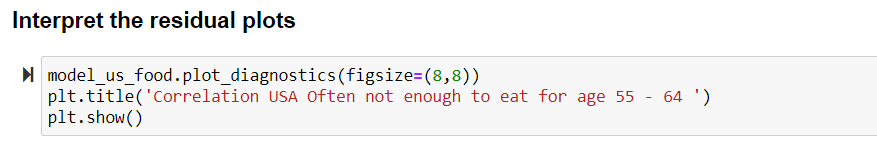 Interpret the residual plots
model_us_food.plot_diagnostics(figsize=(8,8))
plt.title('Correlation USA Often not enough to eat for age 55 - 64 ')
plt.show()